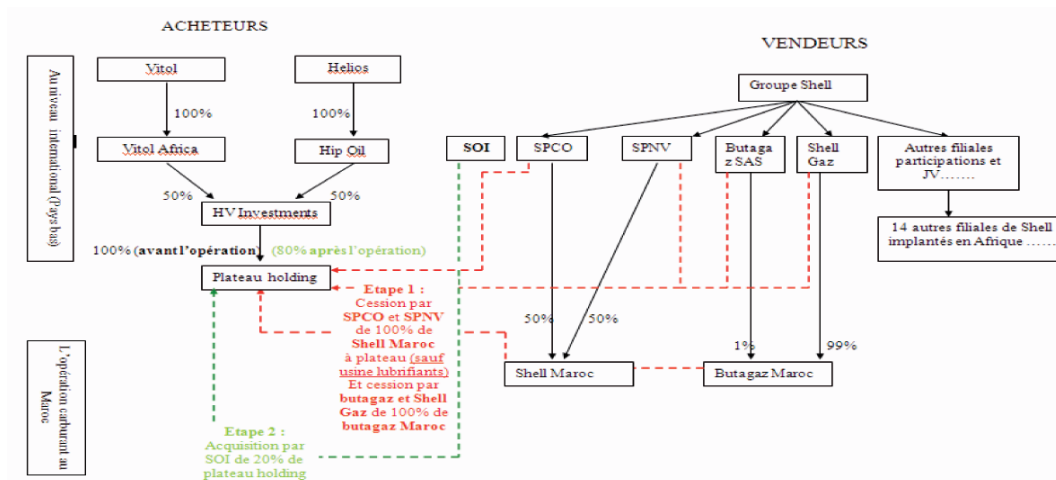 ACHETEURS
VENDEURS
Au niveau international (Pays bas)
Vitol
Helios
Groupe Shell
100%
100%
Vitol Africa
Hip Oil
SOI
SPCO
SPNV
Butaga
z SAS
Shell
Gaz
Autres filiales
participations et
JV.......
50%
50%
HV Investments
14 autres filiales de Shell
implantés en Afrique ......
100% (avant l'opération)
(80% après l'opération)
Plateau holding
Etape 1 :
Cession par
SPCO et SPNV
de 100% de
Shell Maroc
à plateau (sauf
usine lubrifiants)
Et cession par
butagaz et Shell
Gaz de 100% de
butagaz Maroc
50%
50%
1%
99%
L'opération carburant au
Maroc
Shell Maroc
Butagaz Maroc
Etape 2 :
Acquisition par
SOI de 20% de
plateau holding